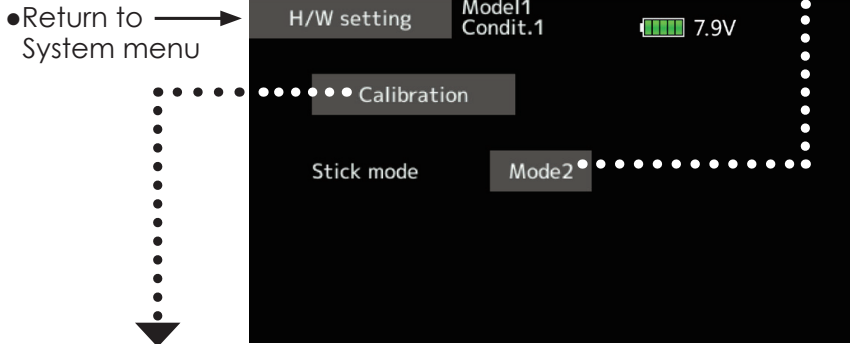 ●Return to
System menu
H/W setting
Model1
Condit.1
7.9V
Calibration
Stick mode
Mode2